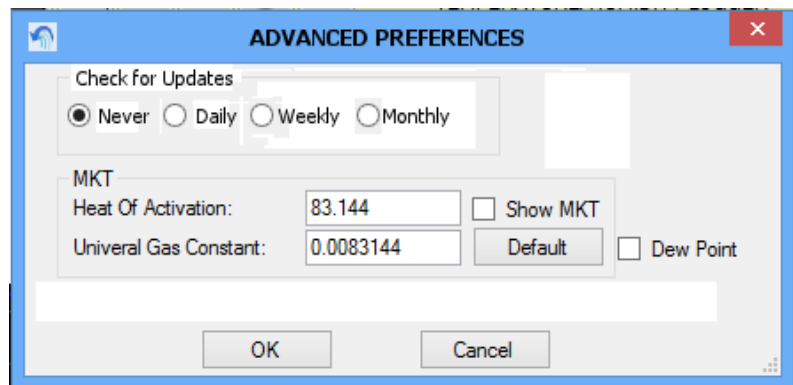 ADVANCED PREFERENCES
Check for Updates
Never Daily Weekly Monthly
MKT
Heat Of Activation: 83.144 Show MKT
Univeral Gas Constant: 0.0083144 Default Dew Point
OK Cancel